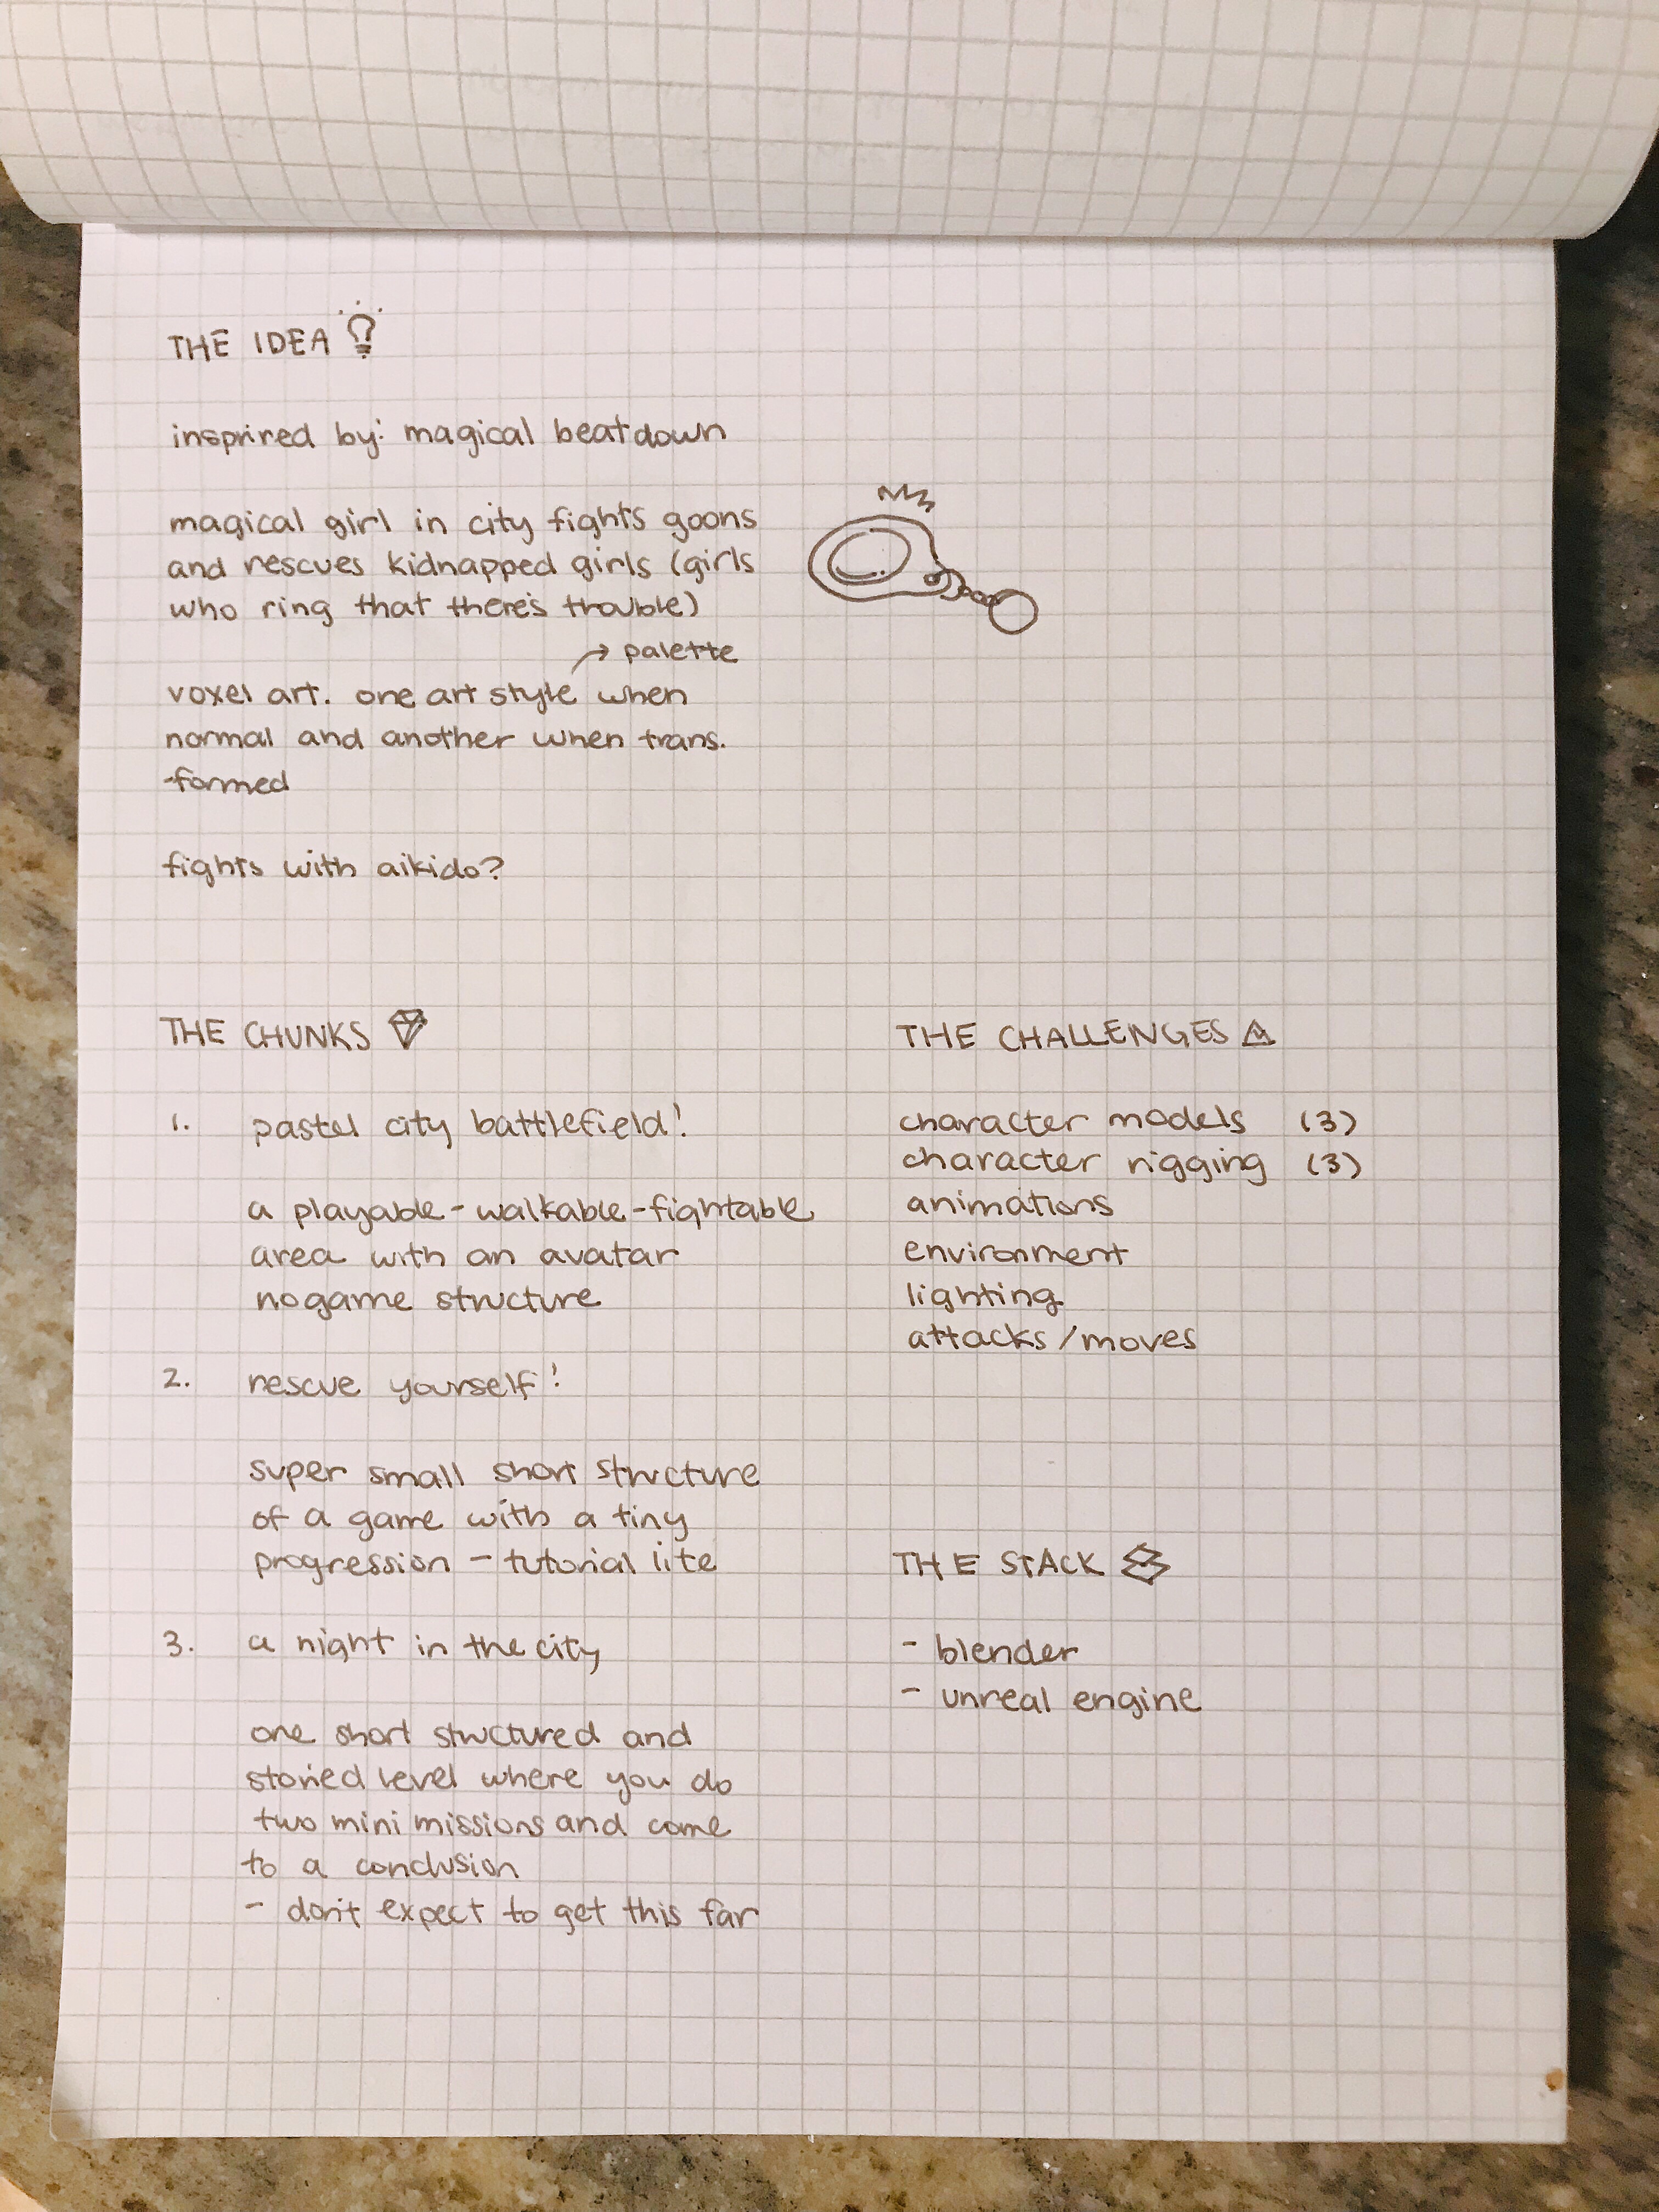 THE IDEA
insprired by: magical beatdown
magical girl in city fights goons
and rescues kidnapped girls (girls
who ring that there's trouble)
→ palette
voxel art. one art style when
normal and another when trans.
-formed
fights with aikido?
THE CHUNKS
1. pastel city battlefield!
a playable-walkable-fightable
area with an avatar
no game structure
2. rescue yourself!
super small short structure
of a game with a tiny
progression - tutorial lite
3. a night in the city
one short structured and
storied level where you do
two mini missions and come
to a conclusion
- don't expect to get this far
THE CHALLENGES
character models (3)
character rigging (3)
animations
environment
lighting
attacks/moves
THE STACK
- blender
- unreal engine